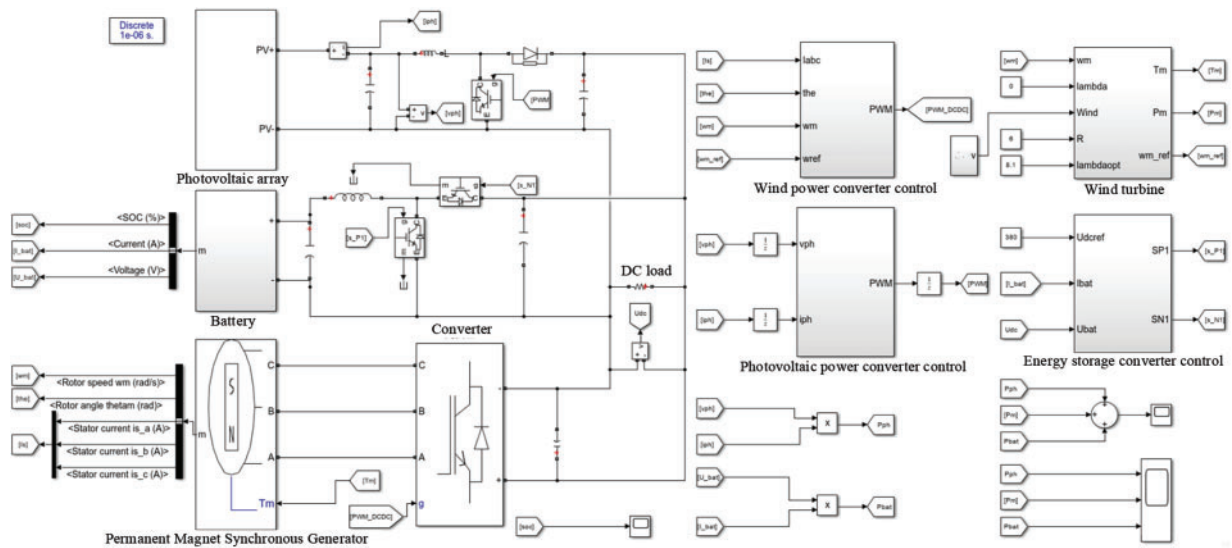 Discrete
1e-06 s.
PV+
PV-
Photovoltaic array
[iph]
L
[PWM]
[vph]
<SOC (%)>
<Current (A)>
<Voltage (V)>
[soc]
[I_bat]
[U_bat]
m
+
-
Battery
[s_P1]
[s_N1]
m
g
E
C
DC load
Udc
Converter
[wm]
[the]
[Is]
<Rotor speed wm (rad/s)>
<Rotor angle thetam (rad)>
<Stator current is_a (A)>
<Stator current is_b (A)>
<Stator current is_c (A)>
m
C
B
A
Tm
Permanent Magnet Synchronous Generator
[Tm]
[PWM_DCDC]
C
B
A
g
-
+
[soc]
[Is]
[the]
[wm]
[wm_ref]
Iabc
the
wm
wref
PWM
[PWM_DCDC]
Wind power converter control
[wm]
0
v
6
8.1
wm
lambda
Wind
R
lambdaopt
Tm
Pm
wm_ref
[Tm]
[Pm]
[wm_ref]
Wind turbine
[vph]
[iph]
vph
iph
PWM
[PWM]
Photovoltaic power converter control
[I_bat]
Udc
Udcref
Ibat
Ubat
SP1
SN1
[s_P1]
[s_N1]
Energy storage converter control
[vph]
[iph]
X
Pph
[U_bat]
[I_bat]
X
Pbat
Pph
[Pm]
Pbat
Pph
[Pm]
Pbat